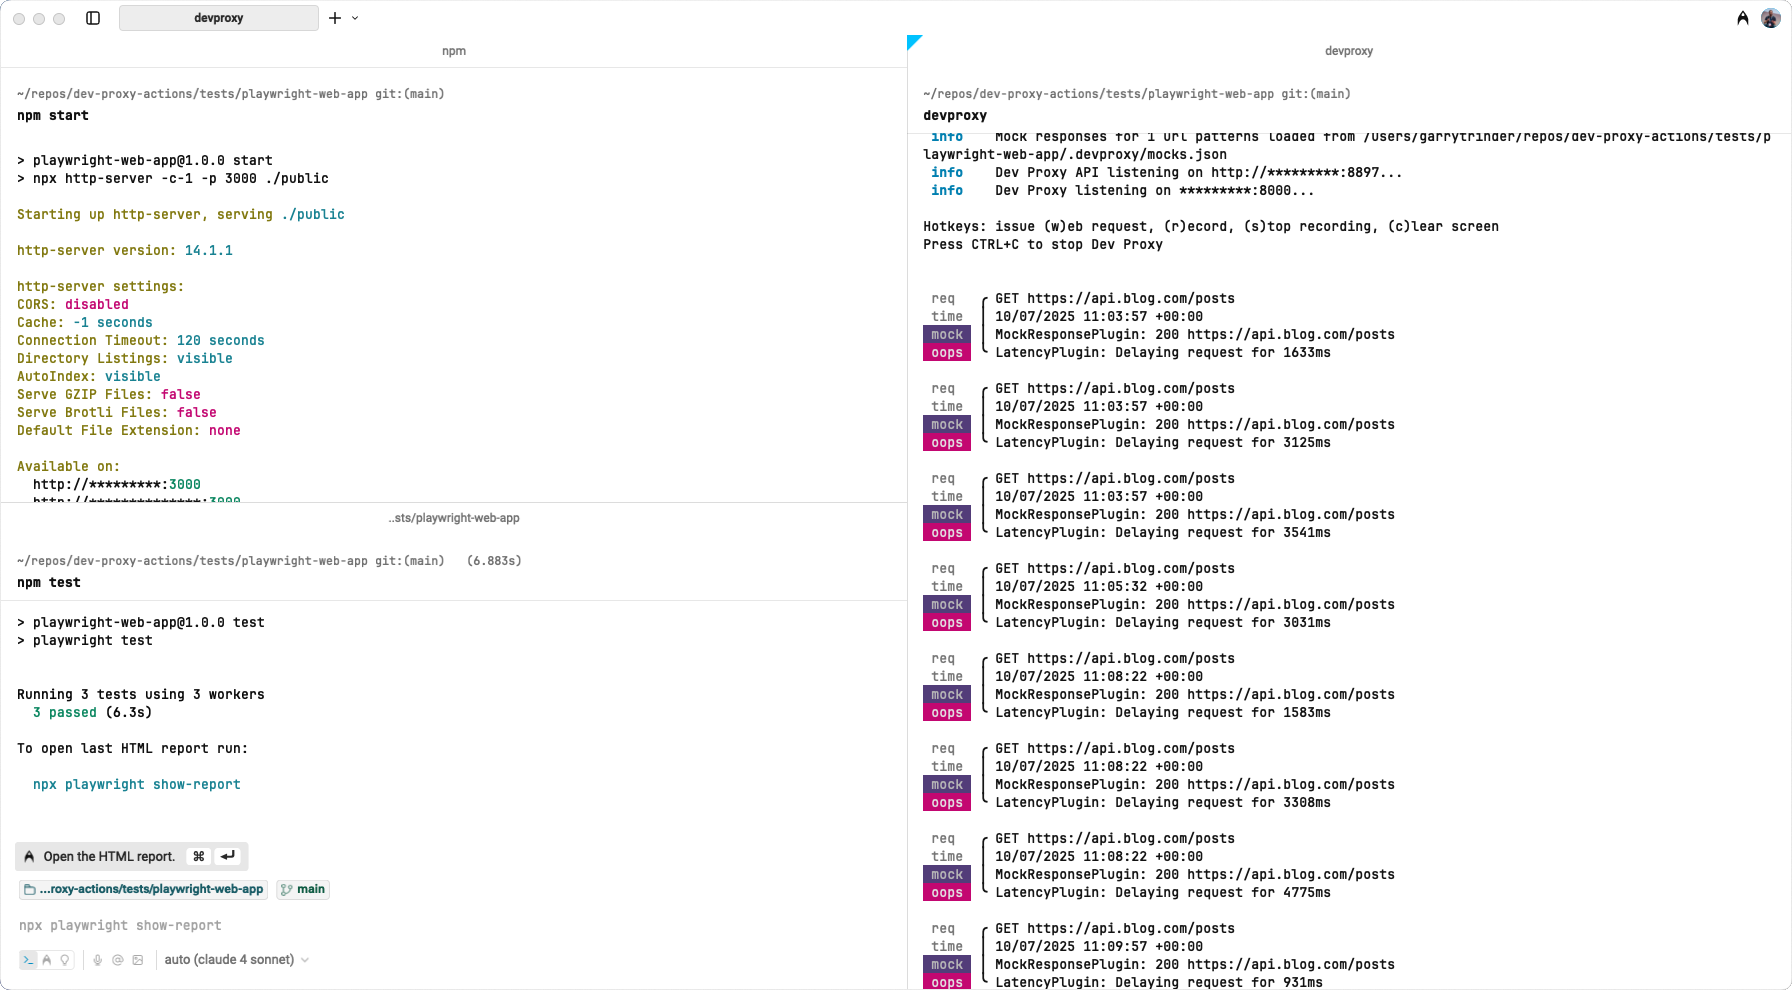 devproxy
npm
~/repos/dev-proxy-actions/tests/playwright-web-app git:(main)
npm start
> playwright-web-app@1.0.0 start
> npx http-server -c-1 -p 3000 ./public
Starting up http-server, serving ./public
http-server version: 14.1.1
http-server settings:
CORS: disabled
Cache: -1 seconds
Connection Timeout: 120 seconds
Directory Listings: visible
AutoIndex: visible
Serve GZIP Files: false
Serve Brotli Files: false
Default File Extension: none
Available on:
http://*********:3000
http://**************:3000
..sts/playwright-web-app
~/repos/dev-proxy-actions/tests/playwright-web-app git:(main) (6.883s)
npm test
> playwright-web-app@1.0.0 test
> playwright test
Running 3 tests using 3 workers
3 passed (6.3s)
To open last HTML report run:
npx playwright show-report
Open the HTML report. ⌘
...roxy-actions/tests/playwright-web-app main
npx playwright show-report
auto (claude 4 sonnet)
devproxy
~/repos/dev-proxy-actions/tests/playwright-web-app git:(main)
devproxy
info Mock responses for 1 url patterns loaded from /Users/garrytrinder/repos/dev-proxy-actions/tests/p
laywright-web-app/.devproxy/mocks.json
info Dev Proxy API listening on http://*********:8897...
info Dev Proxy listening on *********:8000...
Hotkeys: issue (w)eb request, (r)ecord, (s)top recording, (c)lear screen
Press CTRL+C to stop Dev Proxy
req GET https://api.blog.com/posts
time 10/07/2025 11:03:57 +00:00
mock MockResponsePlugin: 200 https://api.blog.com/posts
oops LatencyPlugin: Delaying request for 1633ms
req GET https://api.blog.com/posts
time 10/07/2025 11:03:57 +00:00
mock MockResponsePlugin: 200 https://api.blog.com/posts
oops LatencyPlugin: Delaying request for 3125ms
req GET https://api.blog.com/posts
time 10/07/2025 11:03:57 +00:00
mock MockResponsePlugin: 200 https://api.blog.com/posts
oops LatencyPlugin: Delaying request for 3541ms
req GET https://api.blog.com/posts
time 10/07/2025 11:05:32 +00:00
mock MockResponsePlugin: 200 https://api.blog.com/posts
oops LatencyPlugin: Delaying request for 3031ms
req GET https://api.blog.com/posts
time 10/07/2025 11:08:22 +00:00
mock MockResponsePlugin: 200 https://api.blog.com/posts
oops LatencyPlugin: Delaying request for 1583ms
req GET https://api.blog.com/posts
time 10/07/2025 11:08:22 +00:00
mock MockResponsePlugin: 200 https://api.blog.com/posts
oops LatencyPlugin: Delaying request for 3308ms
req GET https://api.blog.com/posts
time 10/07/2025 11:08:22 +00:00
mock MockResponsePlugin: 200 https://api.blog.com/posts
oops LatencyPlugin: Delaying request for 4775ms
req GET https://api.blog.com/posts
time 10/07/2025 11:09:57 +00:00
mock MockResponsePlugin: 200 https://api.blog.com/posts
oops LatencyPlugin: Delaying request for 931ms